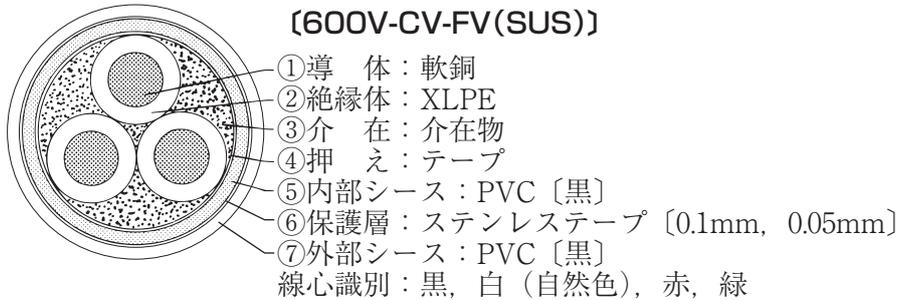 〔600V-CV-FV(SUS)〕
①導　体：軟銅
②絶縁体：XLPE
③介　在：介在物
④押　え：テープ
⑤内部シース：PVC〔黒〕
⑥保護層：ステンレステープ〔0.1mm，0.05mm〕
⑦外部シース：PVC〔黒〕
線心識別：黒，白（自然色），赤，緑